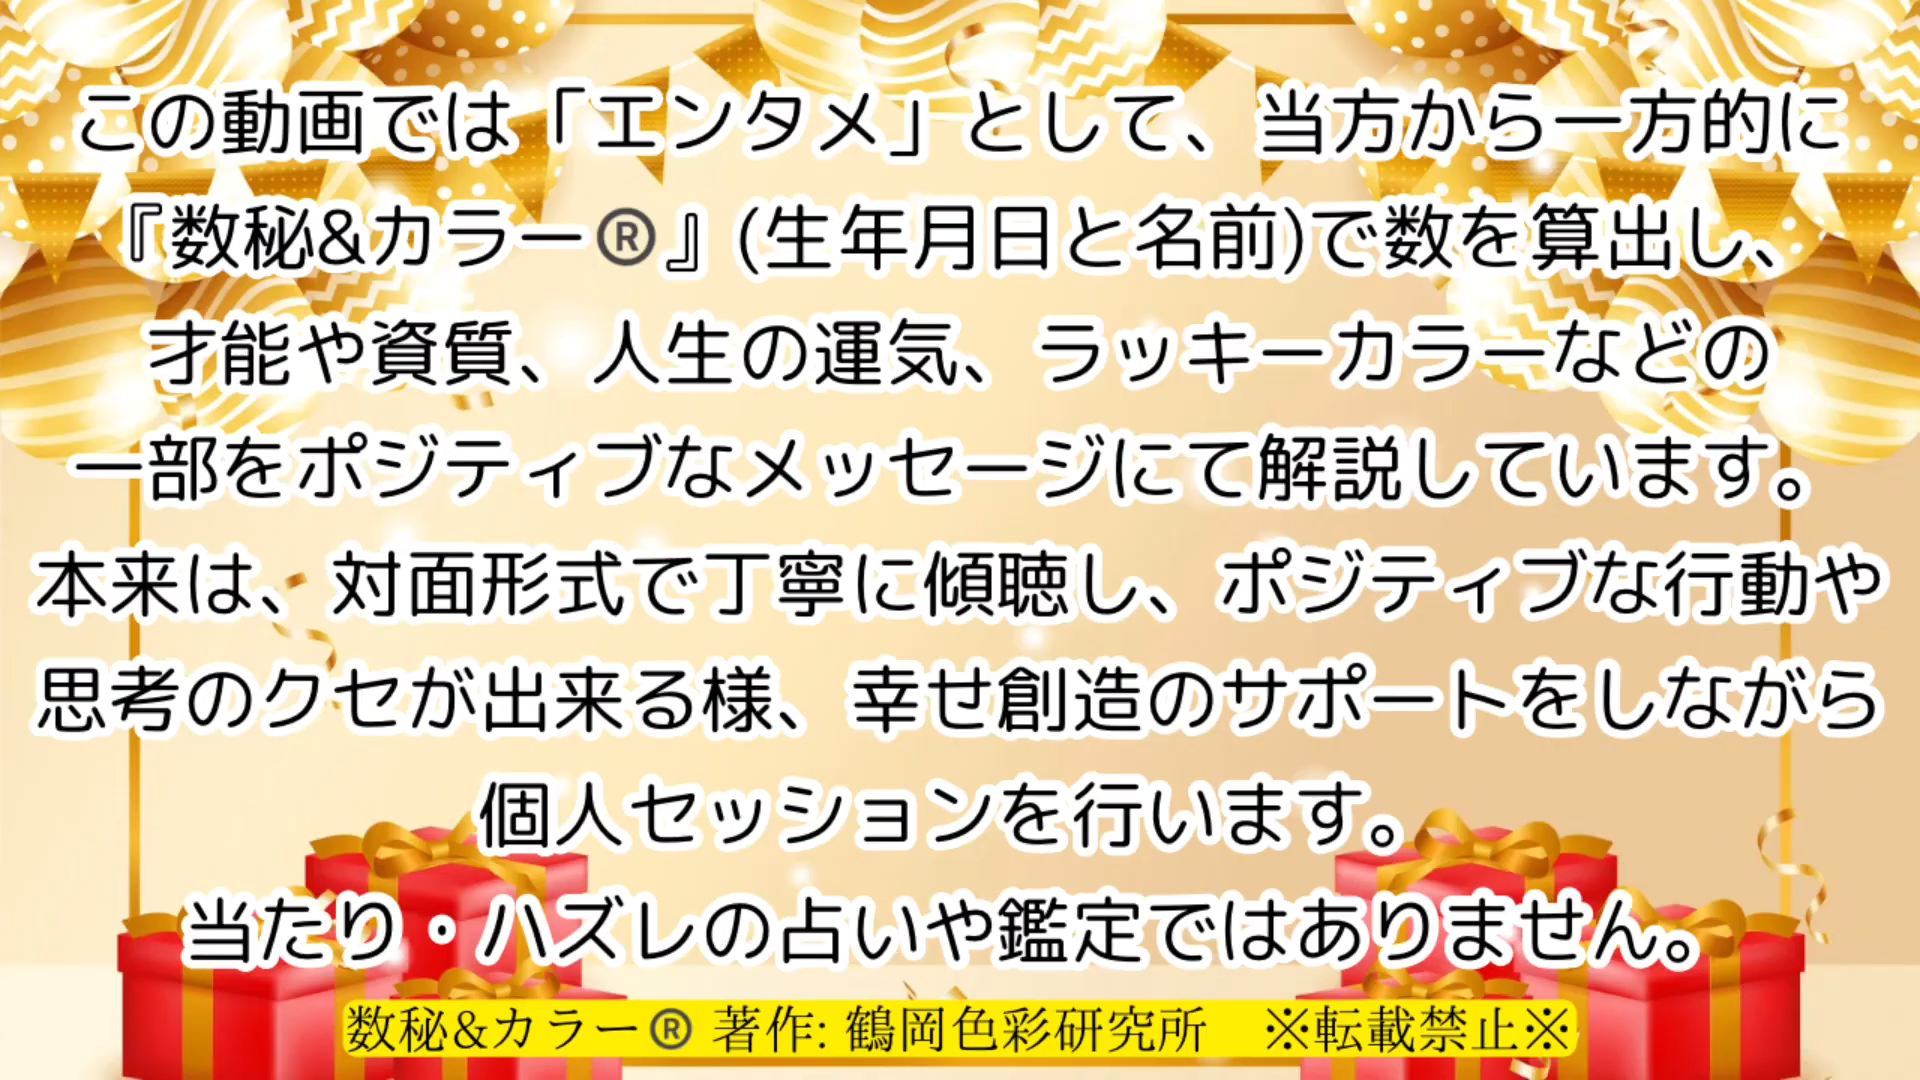 この動画では「エンタメ」として、当方から一方的に
『数秘&カラー®』(生年月日と名前)で数を算出し、
才能や資質、人生の運気、ラッキーカラーなどの
一部をポジティブなメッセージにて解説しています。
本来は、対面形式で丁寧に傾聴し、ポジティブな行動や
思考のクセが出来る様、幸せ創造のサポートをしながら
個人セッションを行います。
当たり・ハズレの占いや鑑定ではありません。
数秘&カラー® 著作: 鶴岡色彩研究所　※転載禁止※